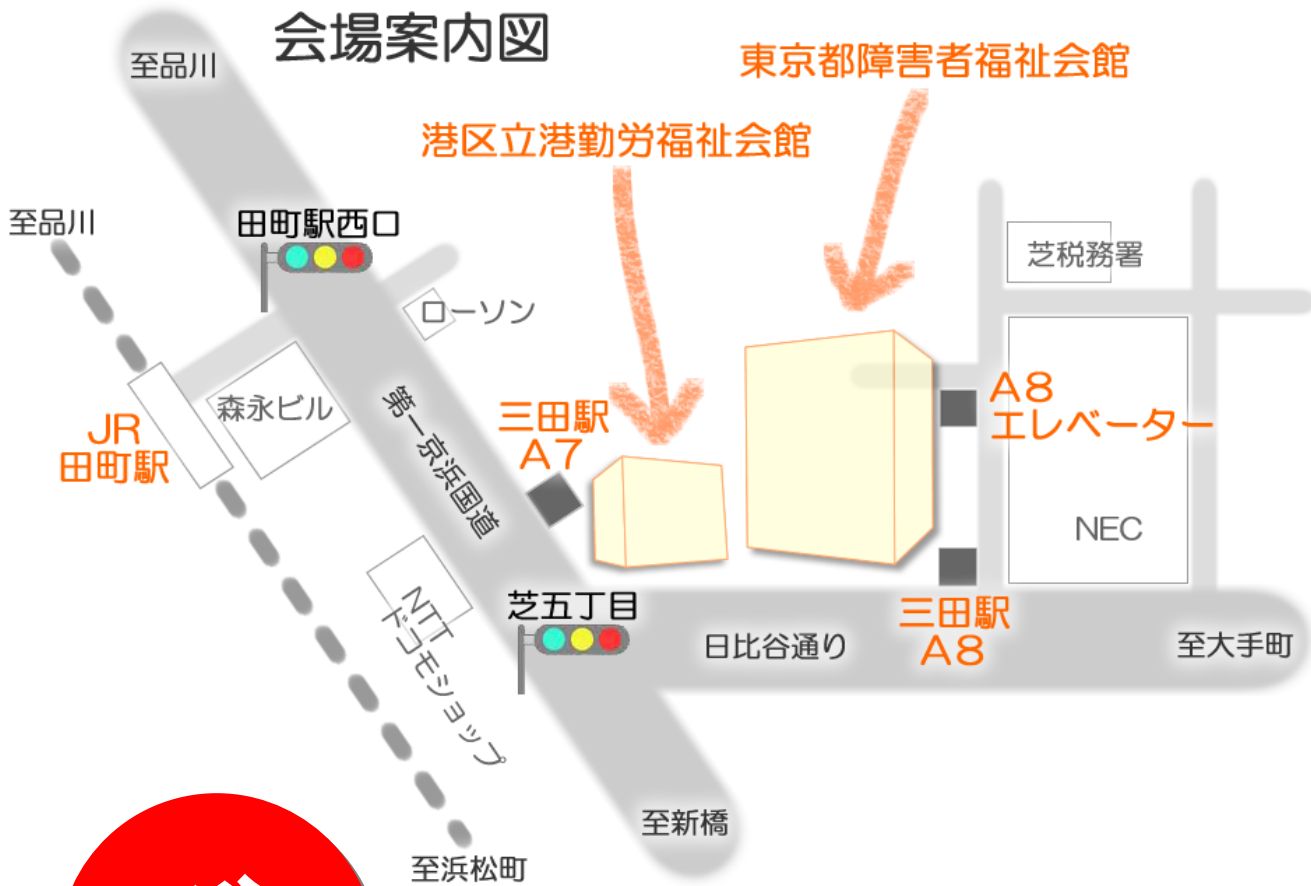 会場案内図
至品川
東京都障害者福祉会館
港区立港勤労福祉会館
至品川
田町駅西口
芝税務署
ローソン
森永ビル
JR
田町駅
第一京浜国道
三田駅
A7
A8
エレベーター
NEC
NTT
ドコモショップ
芝五丁目
日比谷通り
三田駅
A8
至大手町
至新橋
至浜松町